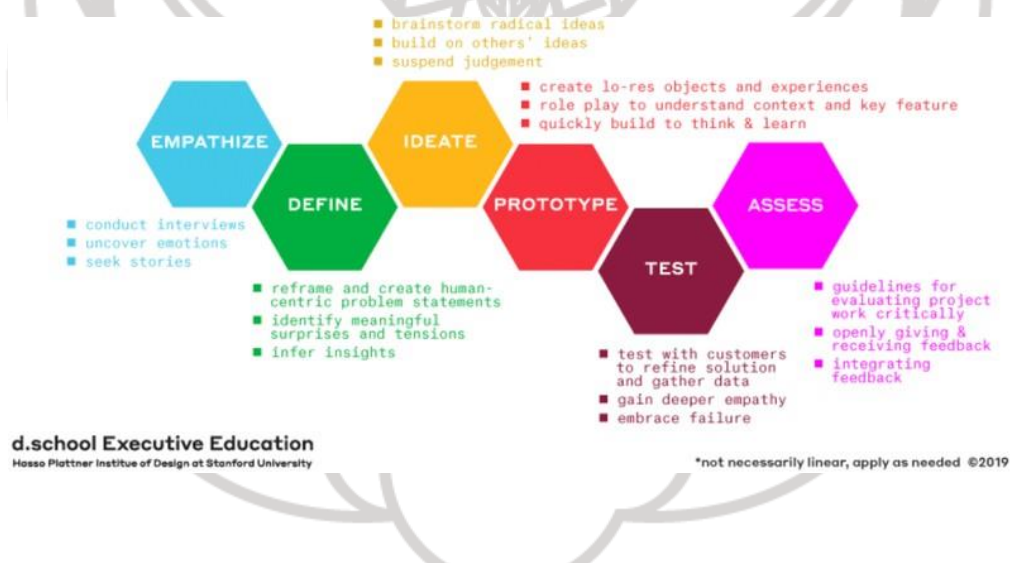 ■ brainstorm radical ideas
■ build on others' ideas
■ suspend judgement
EMPATHIZE
■ conduct interviews
■ uncover emotions
■ seek stories
DEFINE
■ reframe and create human-
centric problem statements
■ identify meaningful
surprises and tensions
■ infer insights
IDEATE
■ create lo-res objects and experiences
■ role play to understand context and key feature
■ quickly build to think & learn
PROTOTYPE
TEST
■ test with customers
to refine solution
and gather data
■ gain deeper empathy
■ embrace failure
ASSESS
■ guidelines for
evaluating project
work critically
■ openly giving &
receiving feedback
■ integrating
feedback
d.school Executive Education
Hasso Plattner Institue of Design at Stanford University
*not necessarily linear, apply as needed ©2019